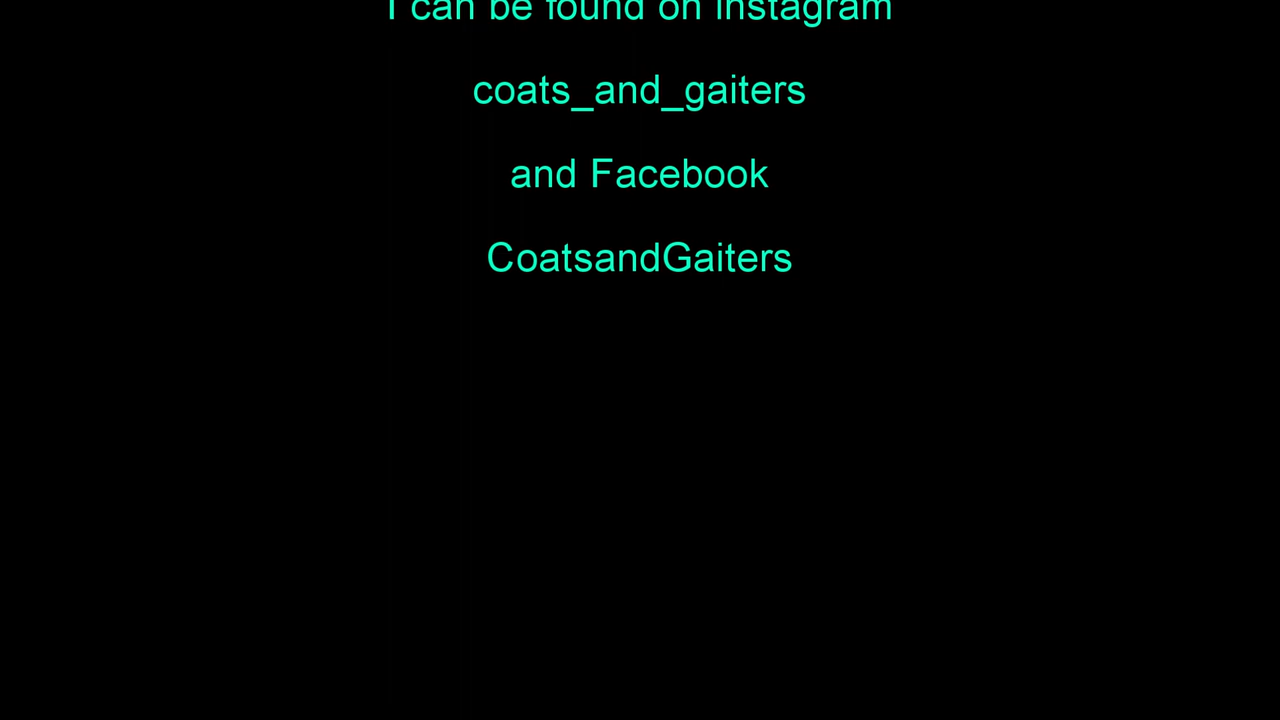 I can be found on Instagram
coats_and_gaiters
and Facebook
CoatsandGaiters